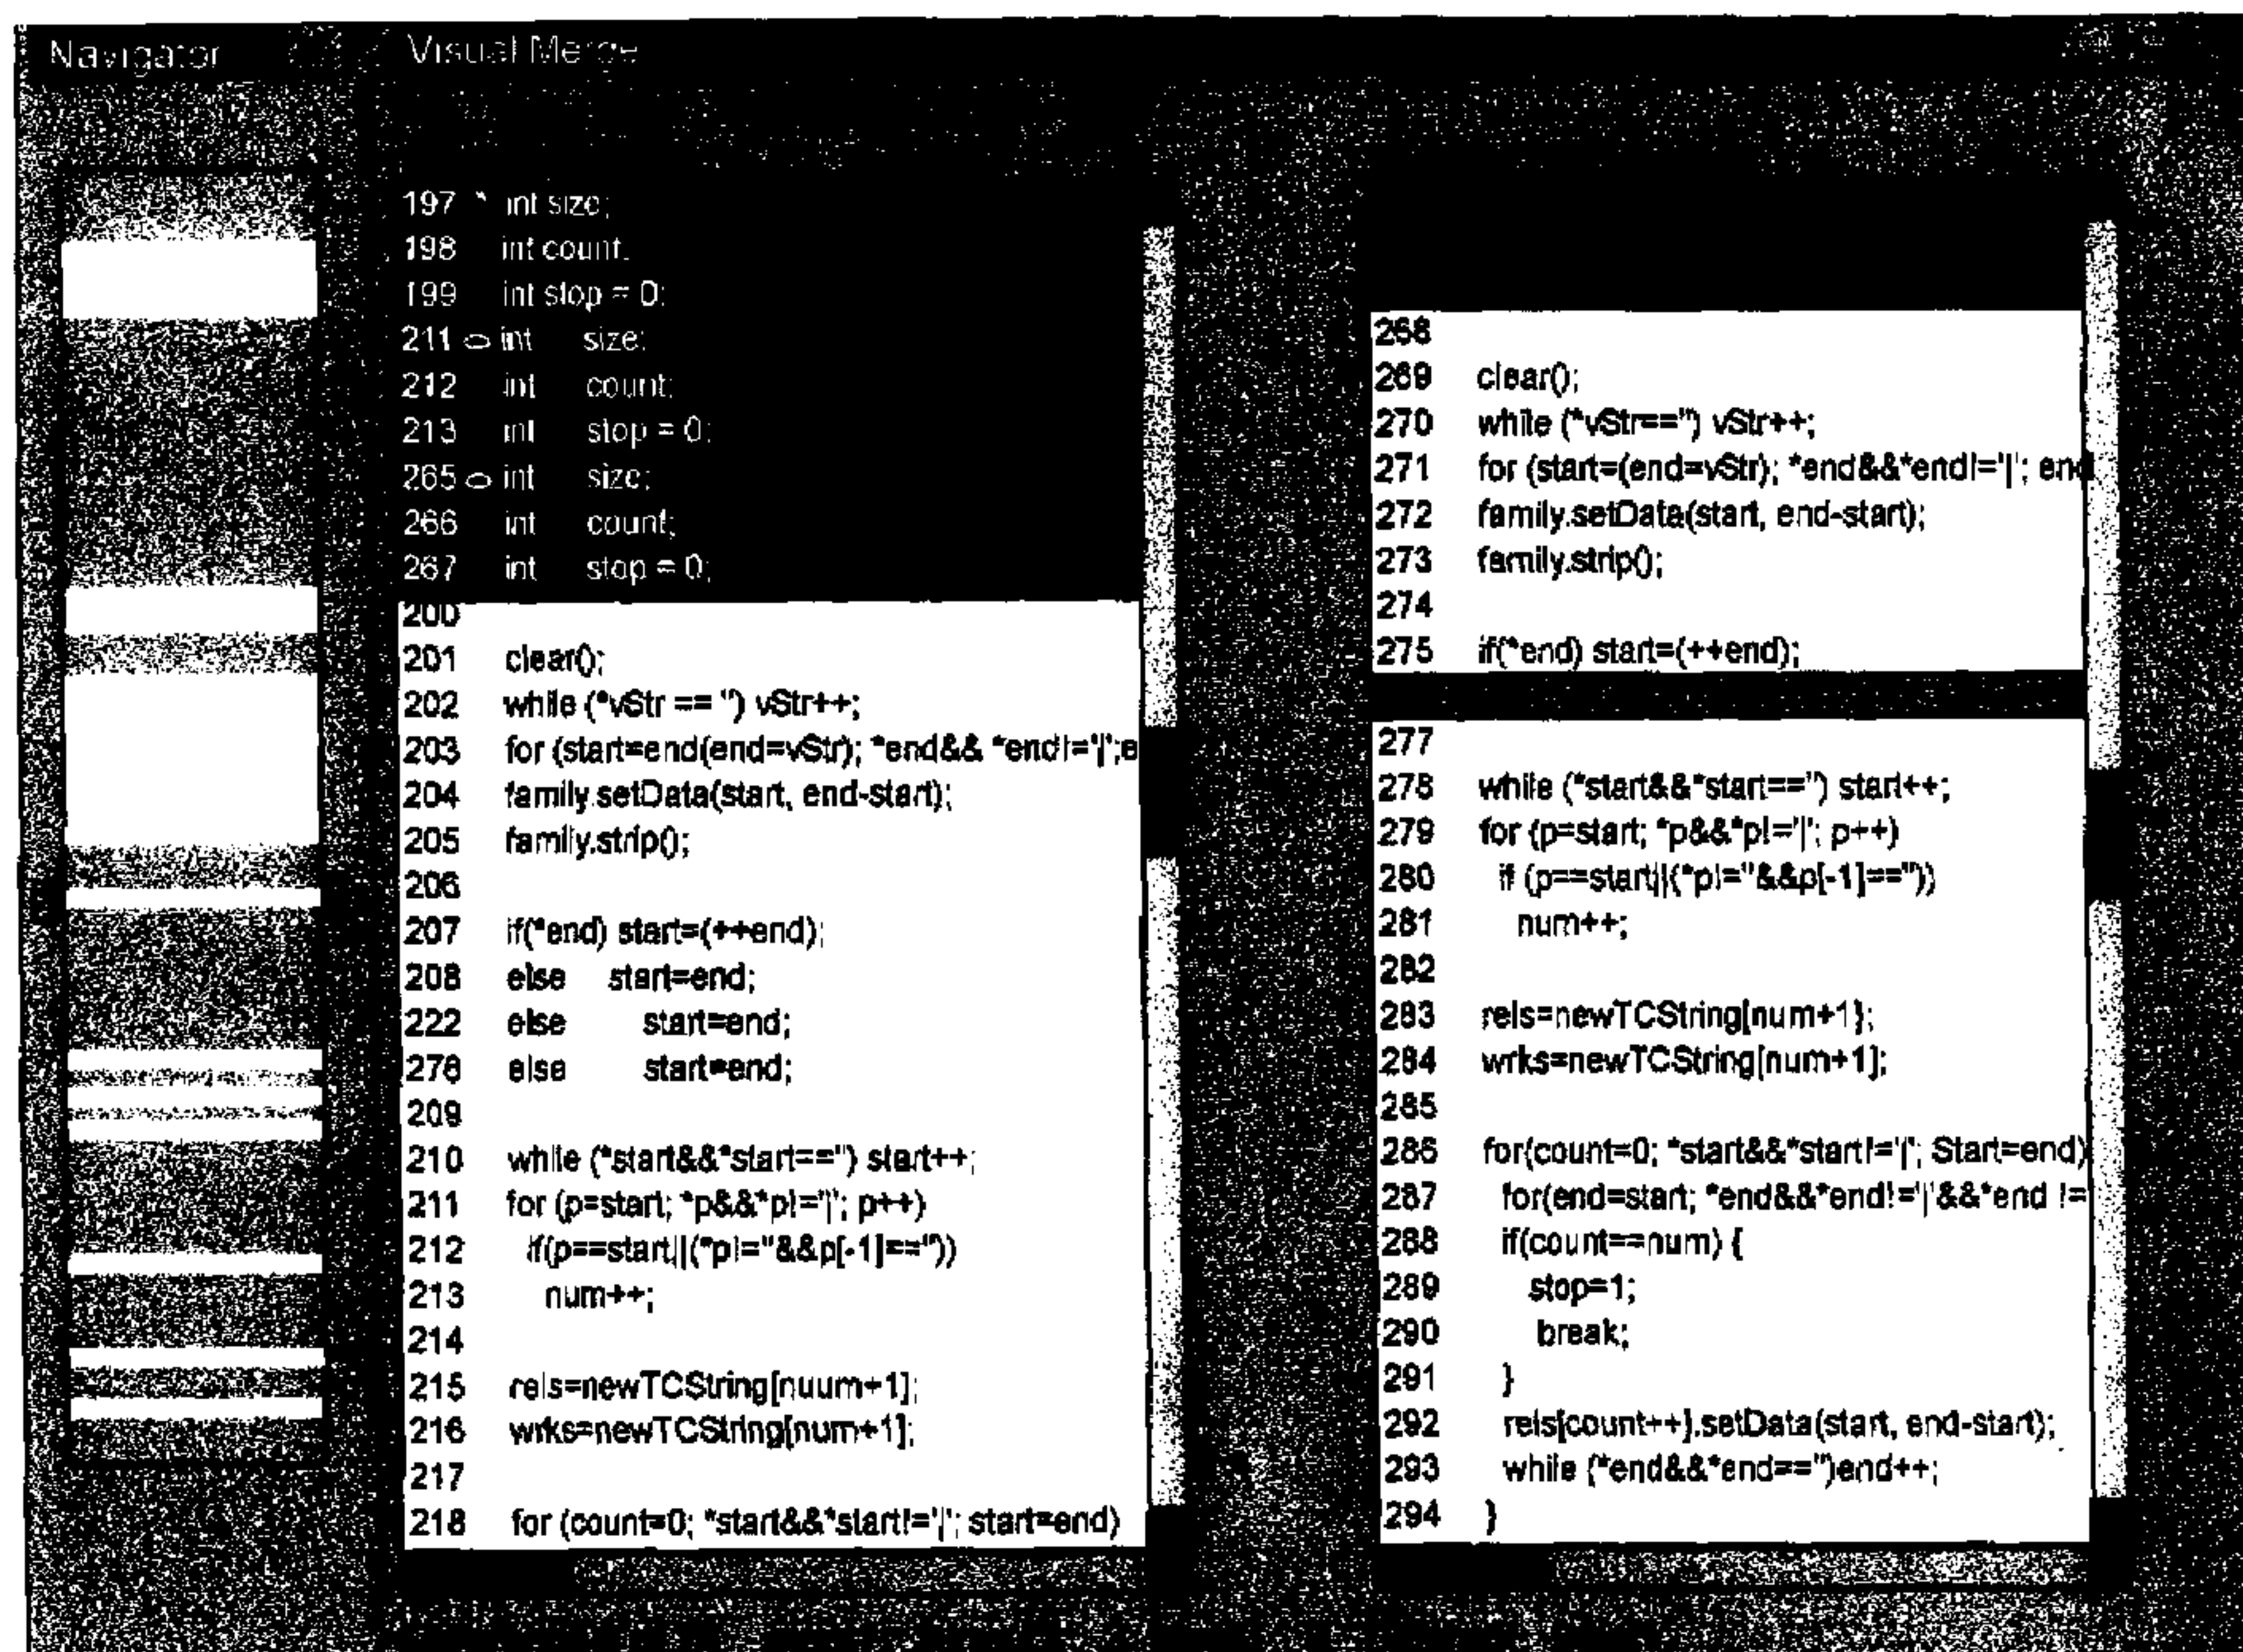 Navigator
Visual Merge
197 * int size;
198 int count;
199 int stop = 0;
211 int size;
212 int count;
213 int stop = 0;
265 int size;
266 int count;
267 int stop = 0;
200
201 clear();
202 while (*vStr == '') vStr++;
203 for (start=end(end=vStr); *end&& *end!='|';e
204 family.setData(start, end-start);
205 family.strip();
206
207 if(*end) start=(++end);
208 else start=end;
222 else start=end;
278 else start=end;
209
210 while (*start&&*start=='') start++;
211 for (p=start; *p&&*p!='|'; p++)
212 if(p==start||(*p!=''&&p[-1]==''))
213 num++;
214
215 rels=newTCString[nuum+1];
216 wrks=newTCString[num+1];
217
218 for (count=0; *start&&*start!='|'; start=end)
268
269 clear();
270 while (*vStr=='') vStr++;
271 for (start=(end=vStr); *end&&*end!='|'; end
272 family.setData(start, end-start);
273 family.strip();
274
275 if(*end) start=(++end);
277
278 while (*start&&*start=='') start++;
279 for (p=start; *p&&*p!='|'; p++)
280 if (p==start||(*p!=''&&p[-1]==''))
281 num++;
282
283 rels=newTCString[num+1};
284 wrks=newTCString[num+1];
285
286 for(count=0; *start&&*start!='|'; Start=end)
287 for(end=start; *end&&*end!='|'&&*end !=
288 if(count==num) {
289 stop=1;
290 break;
291 }
292 rels[count++].setData(start, end-start);
293 while (*end&&*end=='')end++;
294 }